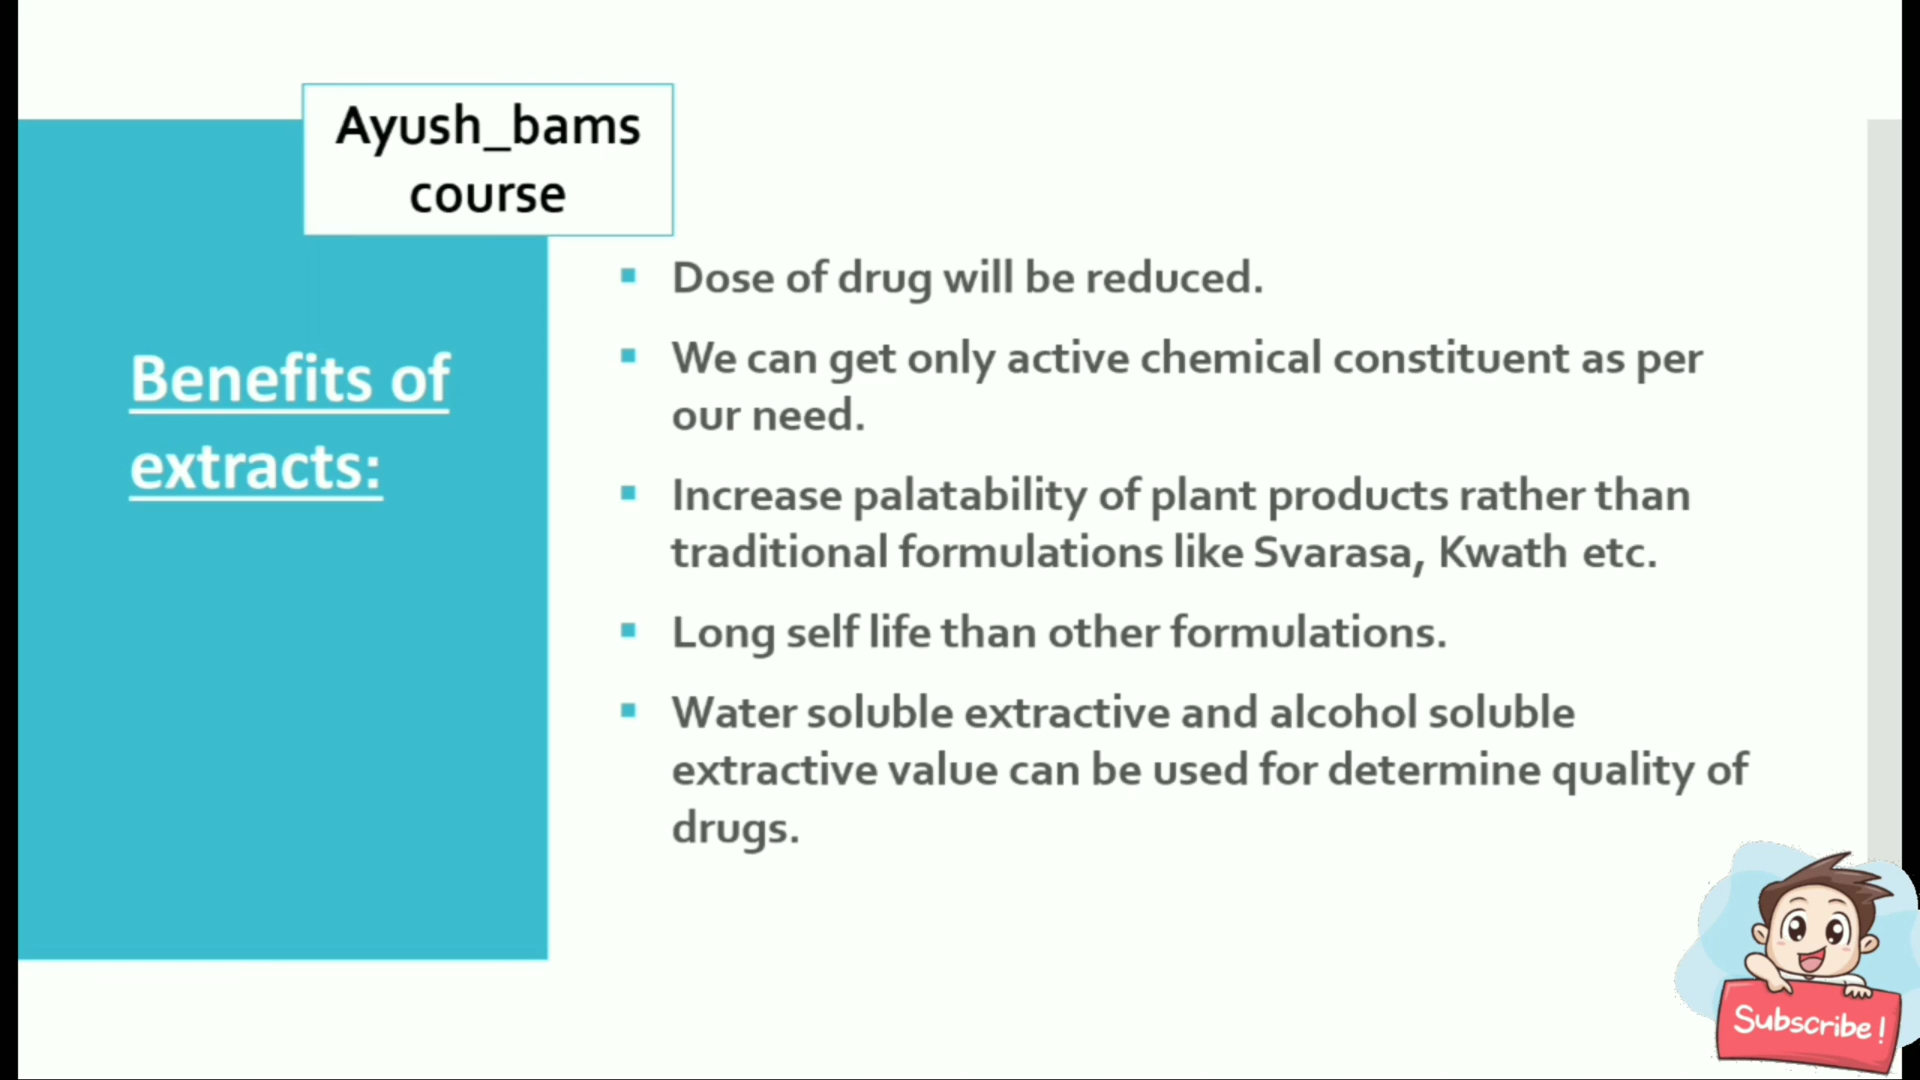 Ayush_bams
course
Benefits of
extracts:
▪ Dose of drug will be reduced.
▪ We can get only active chemical constituent as per
our need.
▪ Increase palatability of plant products rather than
traditional formulations like Svarasa, Kwath etc.
▪ Long self life than other formulations.
▪ Water soluble extractive and alcohol soluble
extractive value can be used for determine quality of
drugs.
Subscribe!